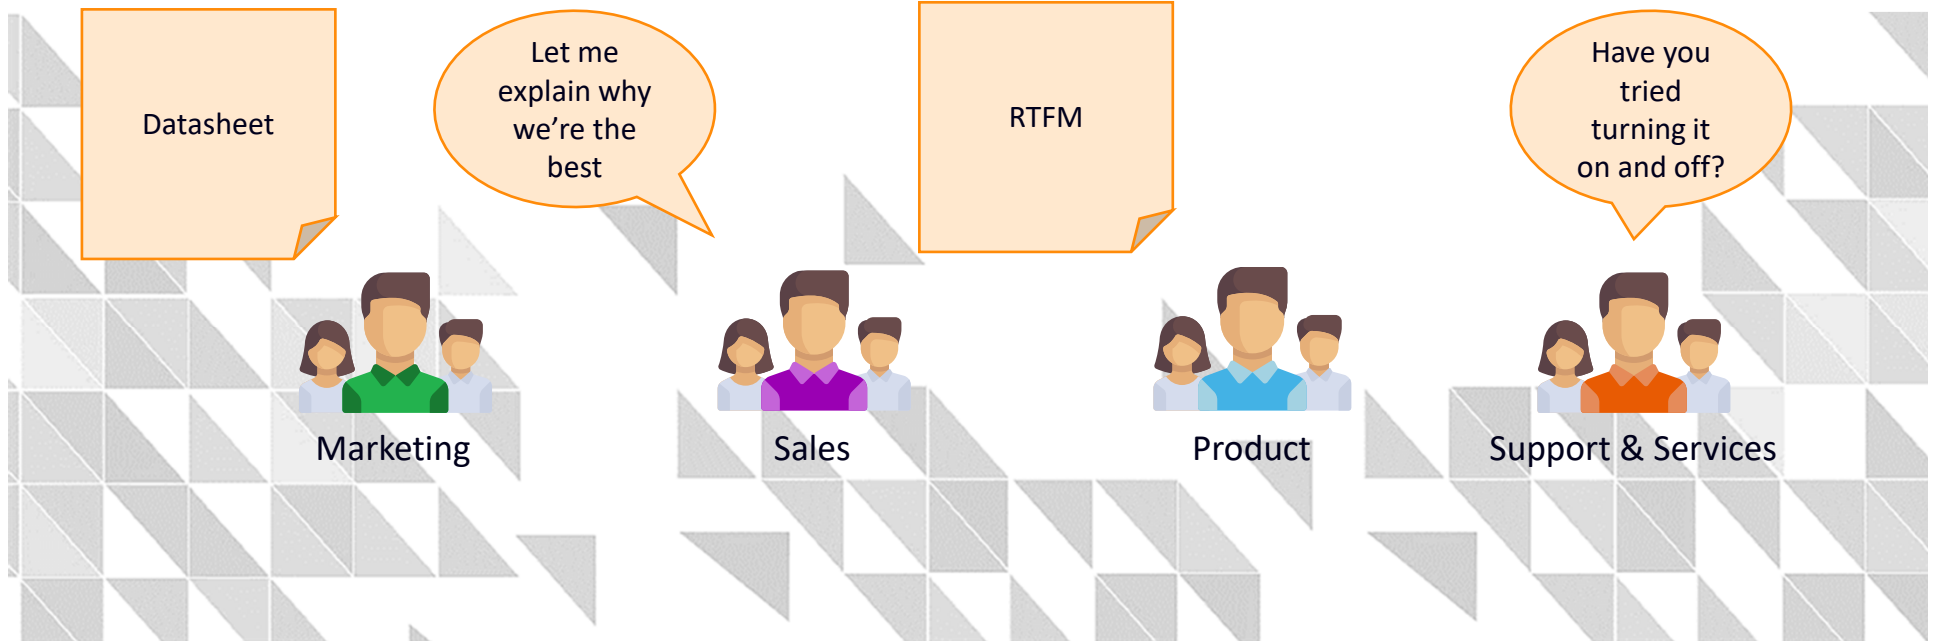 Datasheet
Let me
explain why
we’re the
best
RTFM
Have you
tried
turning it
on and off?
Marketing
Sales
Product
Support & Services